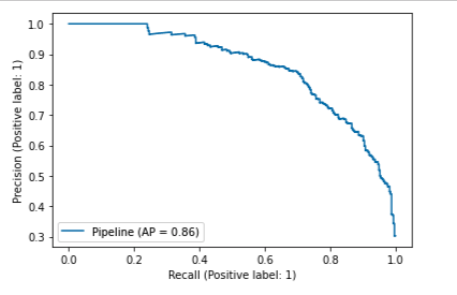 1.0
0.9
0.8
0.7
0.6
0.5
0.4
0.3
Precision (Positive label: 1)
Pipeline (AP = 0.86)
0.0 0.2 0.4 0.6 0.8 1.0
Recall (Positive label: 1)